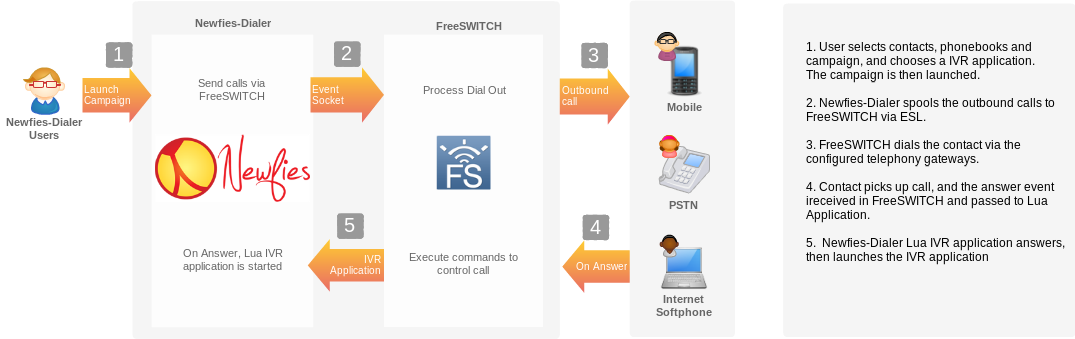 Newfies-Dialer
FreeSWITCH
1
2
3
Send calls via
FreeSWITCH
Process Dial Out
Launch
Campaign
Event
Socket
Outbound
call
Newfies-Dialer
Users
Mobile
Newfies
FS
PSTN
5
4
On Answer, Lua IVR
application is started
IVR
Application
Execute commands to
control call
On Answer
Internet
Softphone
1. User selects contacts, phonebooks and
campaign, and chooses a IVR application.
The campaign is then launched.
2. Newfies-Dialer spools the outbound calls to
FreeSWITCH via ESL.
3. FreeSWITCH dials the contact via the
configured telephony gateways.
4. Contact picks up call, and the answer event
ireceived in FreeSWITCH and passed to Lua
Application.
5.  Newfies-Dialer Lua IVR application answers,
then launches the IVR application